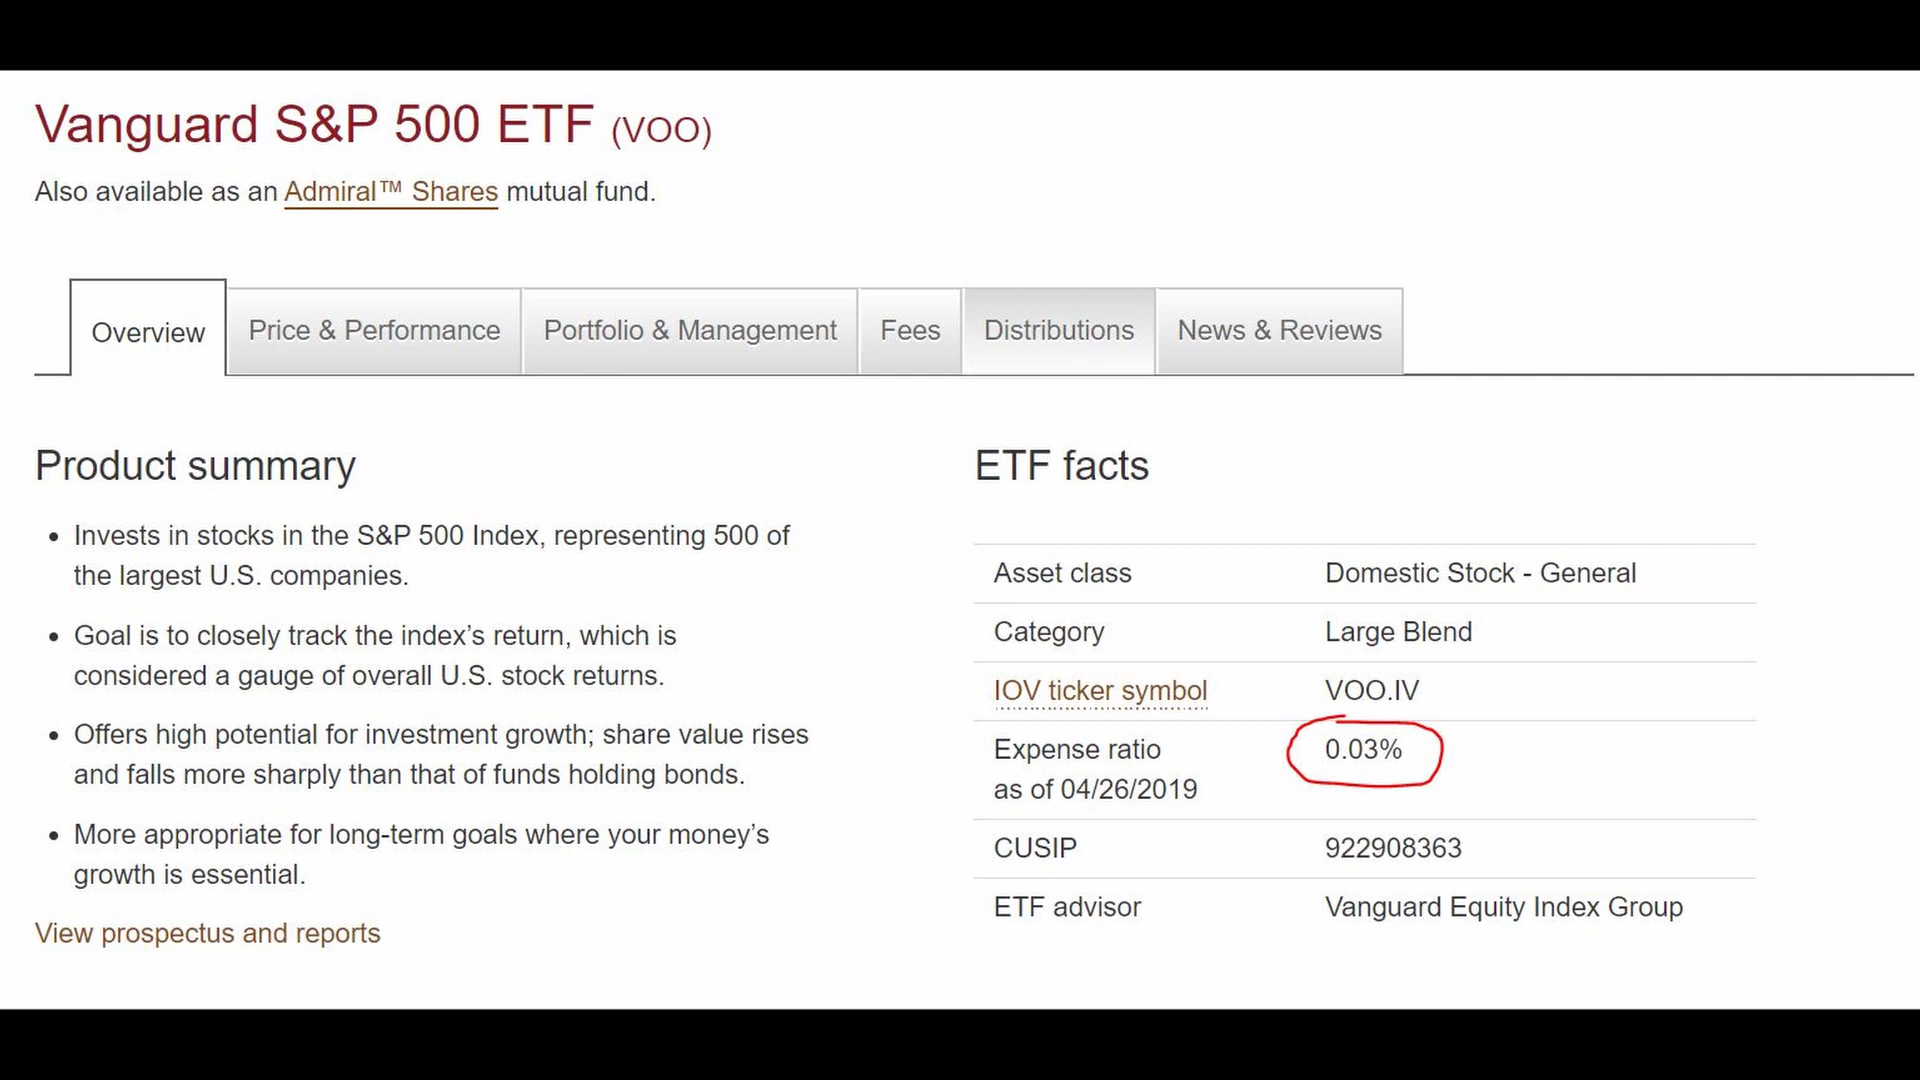 Vanguard S&P 500 ETF (VOO)
Also available as an Admiral™ Shares mutual fund.
Overview
Price & Performance
Portfolio & Management
Fees
Distributions
News & Reviews
Product summary
• Invests in stocks in the S&P 500 Index, representing 500 of
the largest U.S. companies.
• Goal is to closely track the index’s return, which is
considered a gauge of overall U.S. stock returns.
• Offers high potential for investment growth; share value rises
and falls more sharply than that of funds holding bonds.
• More appropriate for long-term goals where your money’s
growth is essential.
View prospectus and reports
ETF facts
Asset class Domestic Stock - General
Category Large Blend
IOV ticker symbol VOO.IV
Expense ratio 0.03%
as of 04/26/2019
CUSIP 922908363
ETF advisor Vanguard Equity Index Group